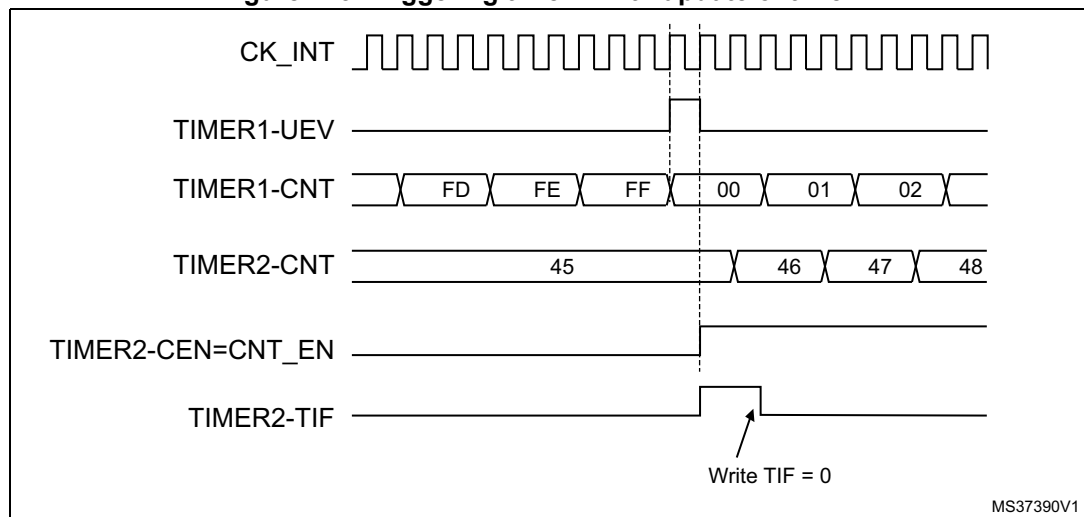 CK_INT
TIMER1-UEV
TIMER1-CNT FD FE FF 00 01 02
TIMER2-CNT 45 46 47 48
TIMER2-CEN=CNT_EN
TIMER2-TIF
Write TIF = 0
MS37390V1